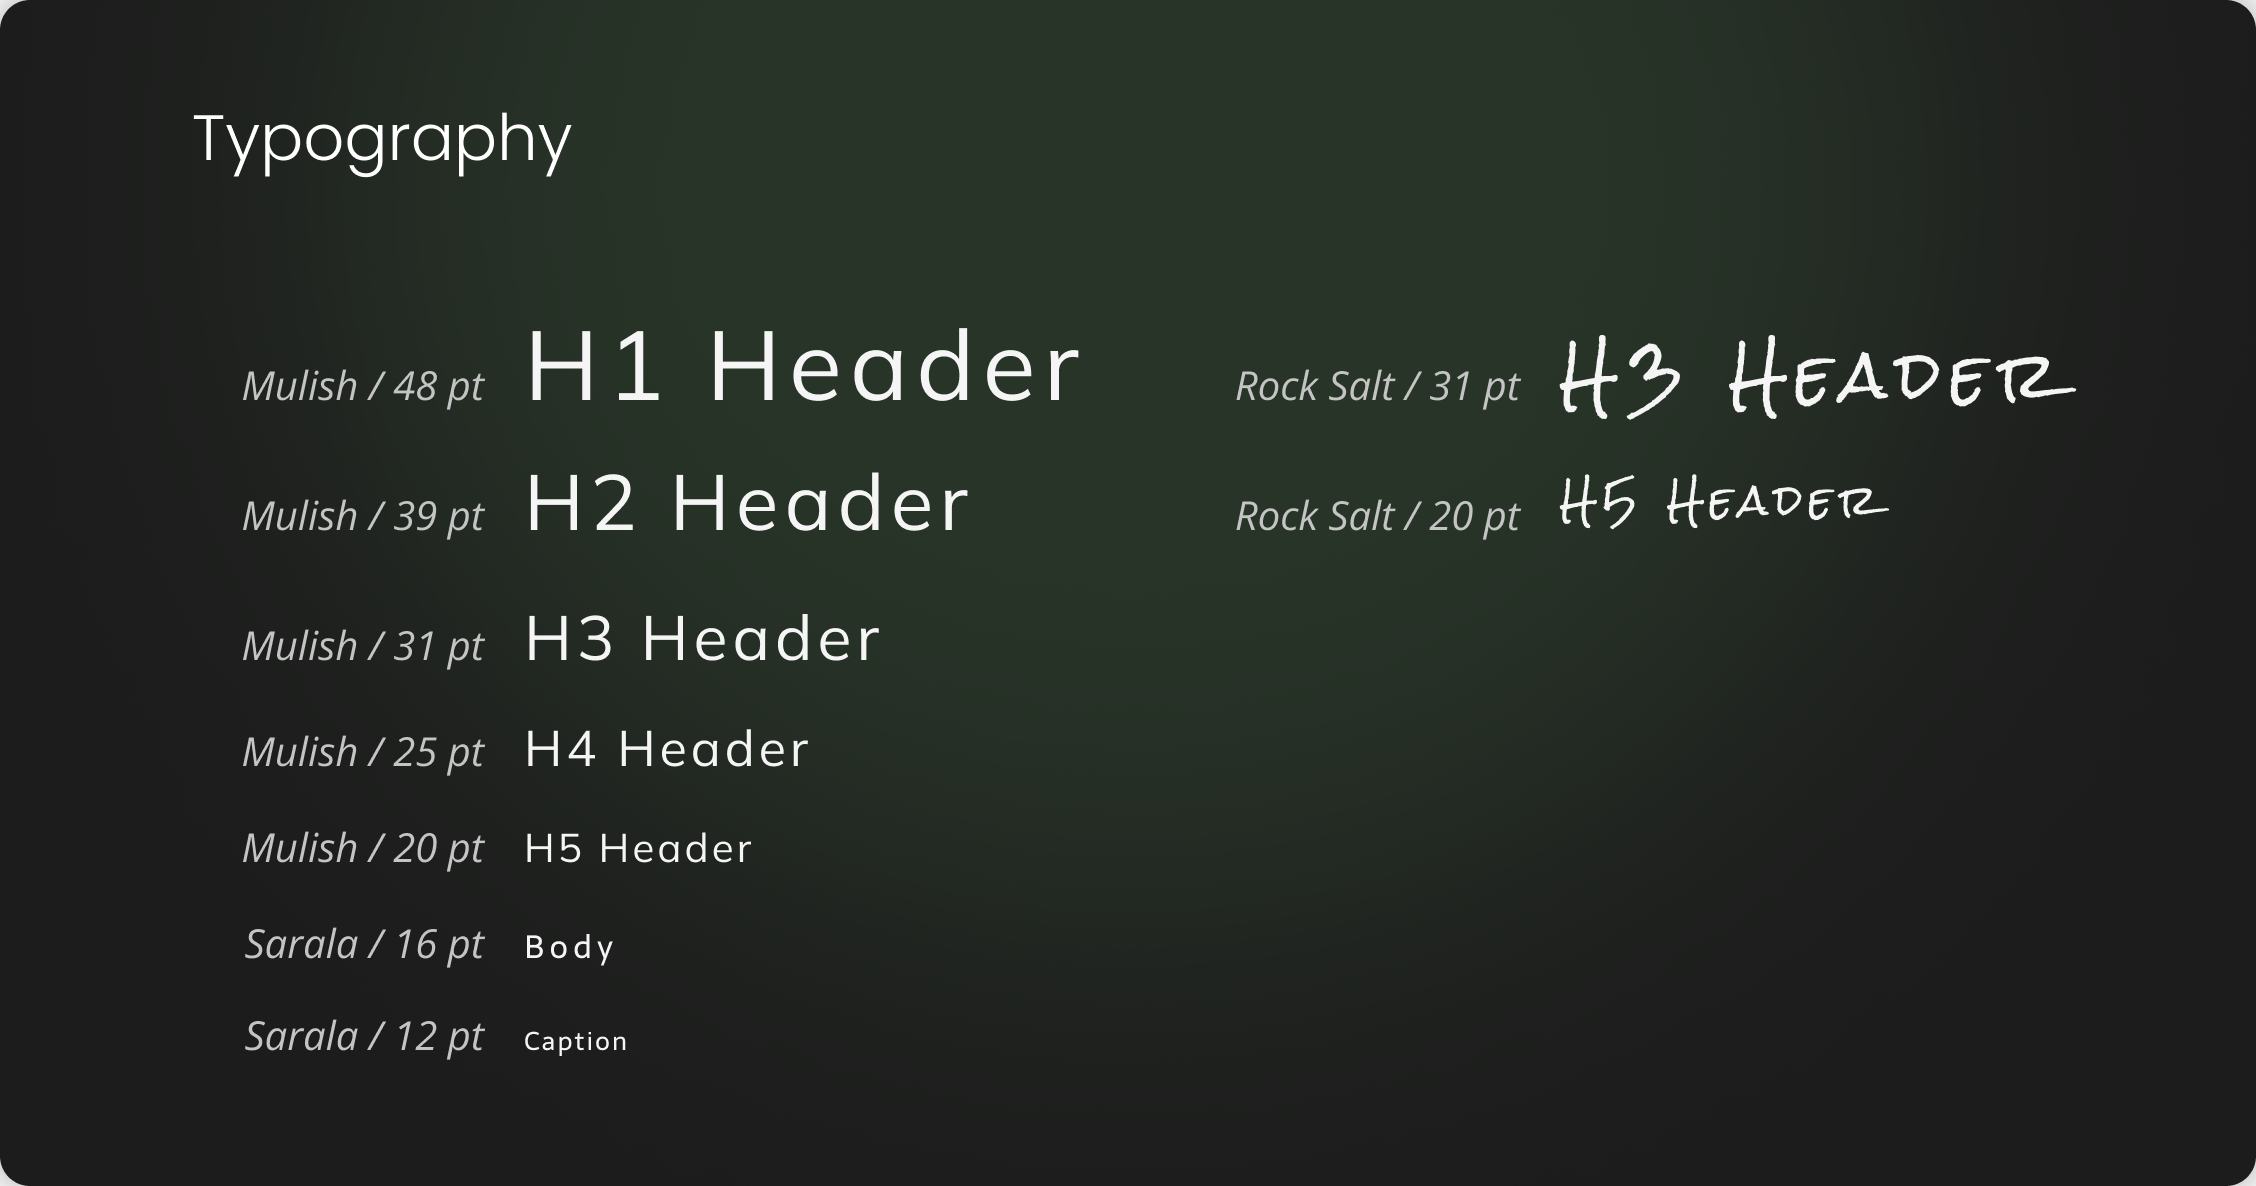 Typography
Mulish / 48 pt H1 Header
Mulish / 39 pt H2 Header
Mulish / 31 pt H3 Header
Mulish / 25 pt H4 Header
Mulish / 20 pt H5 Header
Sarala / 16 pt Body
Sarala / 12 pt Caption
Rock Salt / 31 pt H3 Header
Rock Salt / 20 pt H5 Header